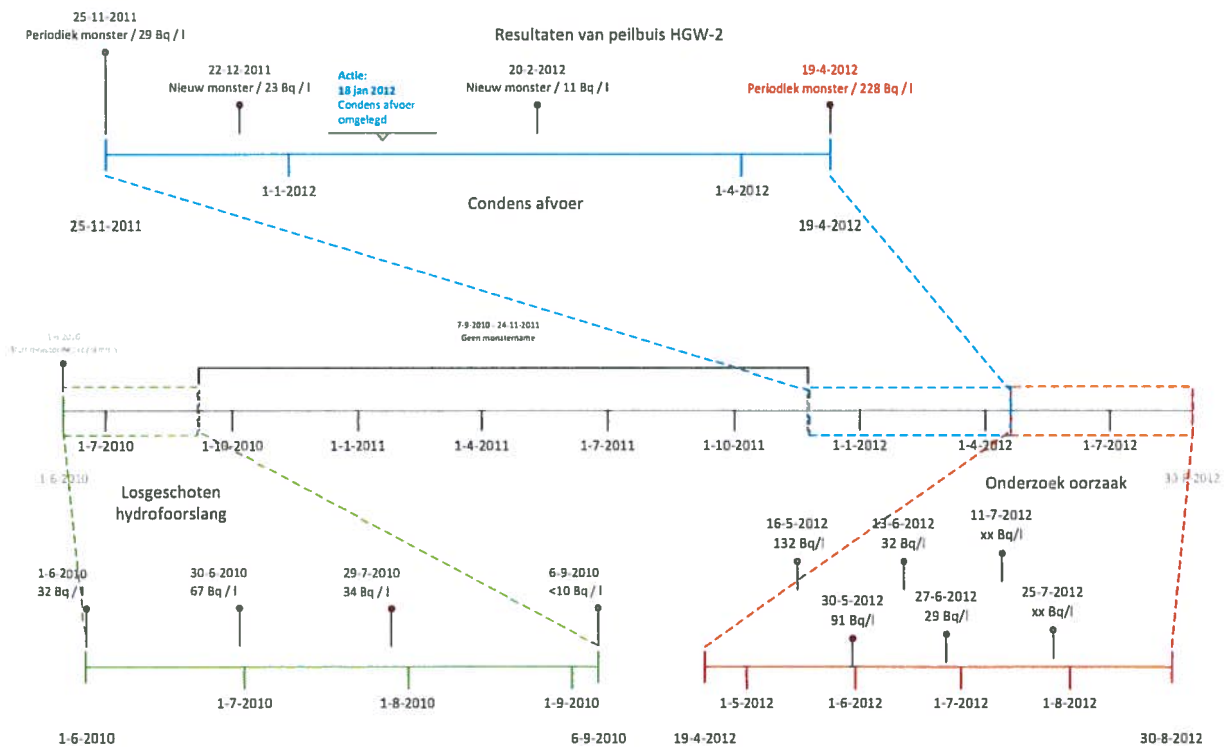 25-11-2011
Periodiek monster / 29 Bq / l
Resultaten van peilbuis HGW-2
22-12-2011
Nieuw monster / 23 Bq / l
Actie:
18 jan 2012
Condens afvoer
omgelegd
20-2-2012
Nieuw monster / 11 Bq / l
19-4-2012
Periodiek monster / 228 Bq / l
1-1-2012
1-4-2012
Condens afvoer
25-11-2011
19-4-2012
7-9-2010 - 24-11-2011
Geen monstername
1-7-2010
1-10-2010
1-1-2011
1-4-2011
1-7-2011
1-10-2011
1-1-2012
1-4-2012
1-7-2012
1-6-2010
30-8-2012
Losgeschoten
hydrofoorslang
Onderzoek oorzaak
16-5-2012
132 Bq/l
13-6-2012
32 Bq/l
11-7-2012
xx Bq/l
1-6-2010
32 Bq / l
30-6-2010
67 Bq / l
29-7-2010
34 Bq / l
6-9-2010
<10 Bq / l
30-5-2012
91 Bq/l
27-6-2012
29 Bq/l
25-7-2012
xx Bq/l
1-7-2010
1-8-2010
1-9-2010
1-5-2012
1-6-2012
1-7-2012
1-8-2012
1-6-2010
6-9-2010
19-4-2012
30-8-2012